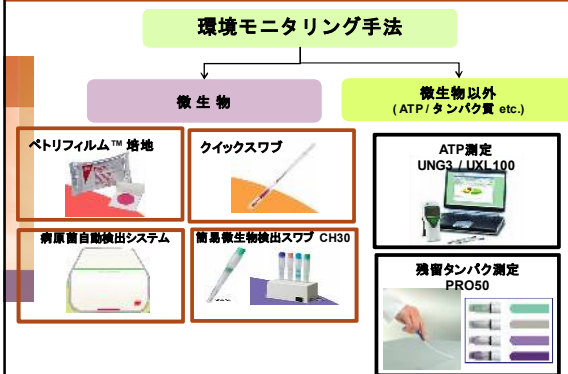 環境モニタリング手法
微 生 物
微生物以外
( ATP / タンパク質 etc.)
ペトリフィルム™ 培地
クイックスワブ
ATP測定
UNG3 / UXL100
病原菌自動検出システム
簡易微生物検出スワブ CH30
残留タンパク測定
PRO50